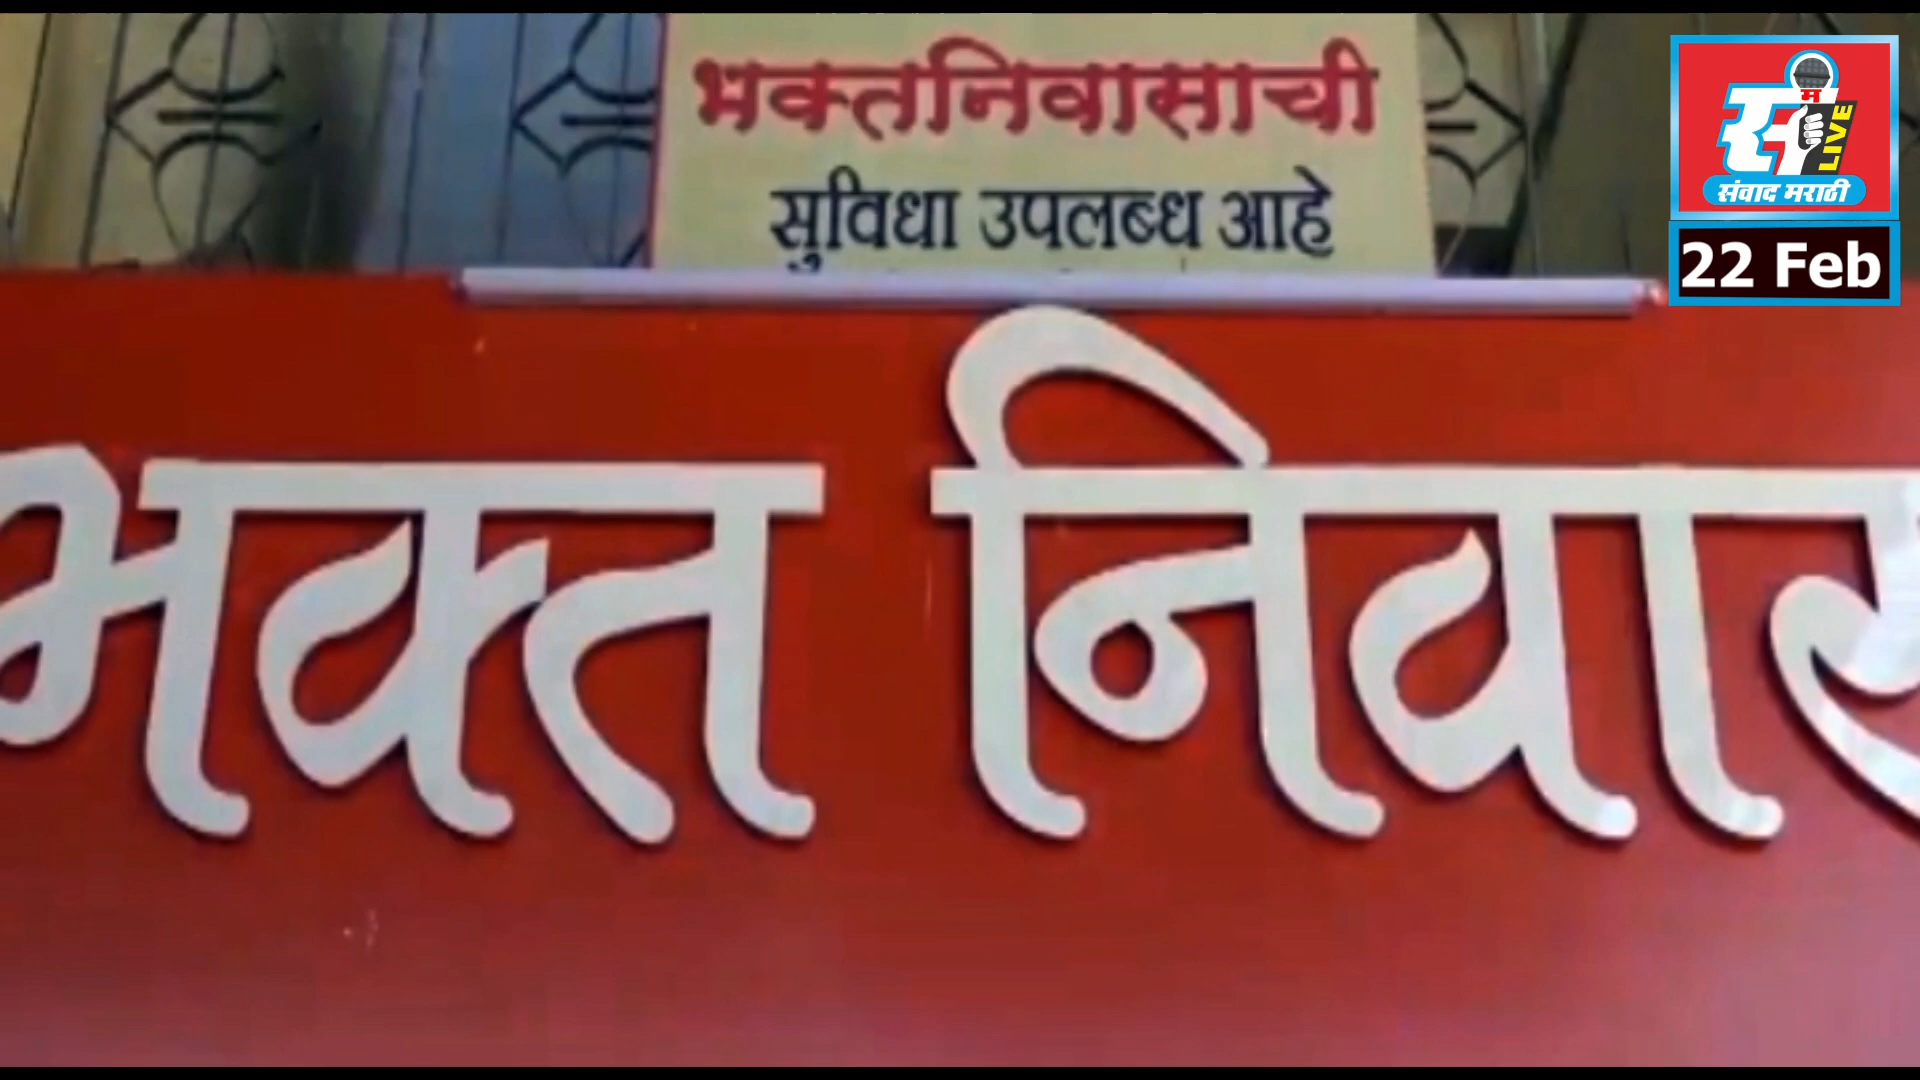 भक्तनिवासाची
सुविधा उपलब्ध आहे
सं
म
LIVE
संवाद मराठी
22 Feb
भक्त निवास